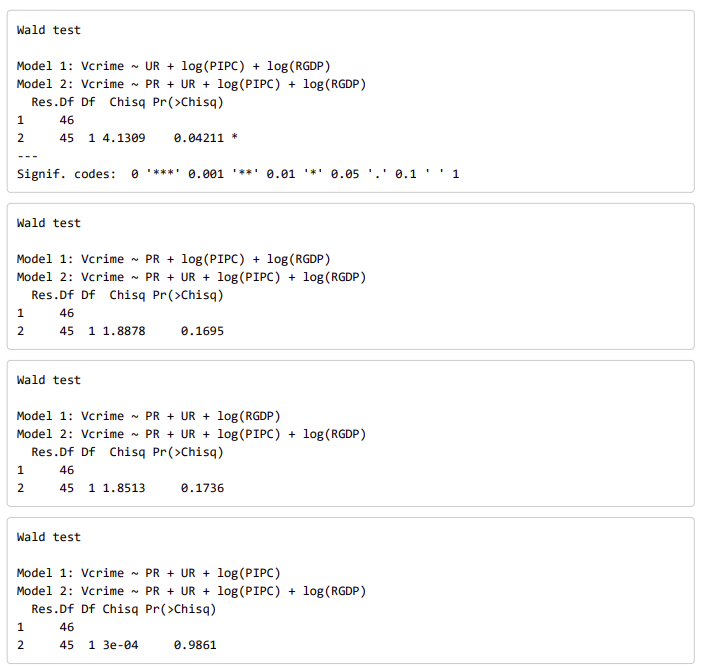 Wald test
Model 1: Vcrime ~ UR + log(PIPC) + log(RGDP)
Model 2: Vcrime ~ PR + UR + log(PIPC) + log(RGDP)
  Res.Df Df  Chisq Pr(>Chisq)
1     46
2     45  1 4.1309    0.04211 *
---
Signif. codes:  0 '***' 0.001 '**' 0.01 '*' 0.05 '.' 0.1 ' ' 1
Wald test
Model 1: Vcrime ~ PR + log(PIPC) + log(RGDP)
Model 2: Vcrime ~ PR + UR + log(PIPC) + log(RGDP)
  Res.Df Df  Chisq Pr(>Chisq)
1     46
2     45  1 1.8878     0.1695
Wald test
Model 1: Vcrime ~ PR + UR + log(RGDP)
Model 2: Vcrime ~ PR + UR + log(PIPC) + log(RGDP)
  Res.Df Df  Chisq Pr(>Chisq)
1     46
2     45  1 1.8513     0.1736
Wald test
Model 1: Vcrime ~ PR + UR + log(PIPC)
Model 2: Vcrime ~ PR + UR + log(PIPC) + log(RGDP)
  Res.Df Df Chisq Pr(>Chisq)
1     46
2     45  1 3e-04     0.9861